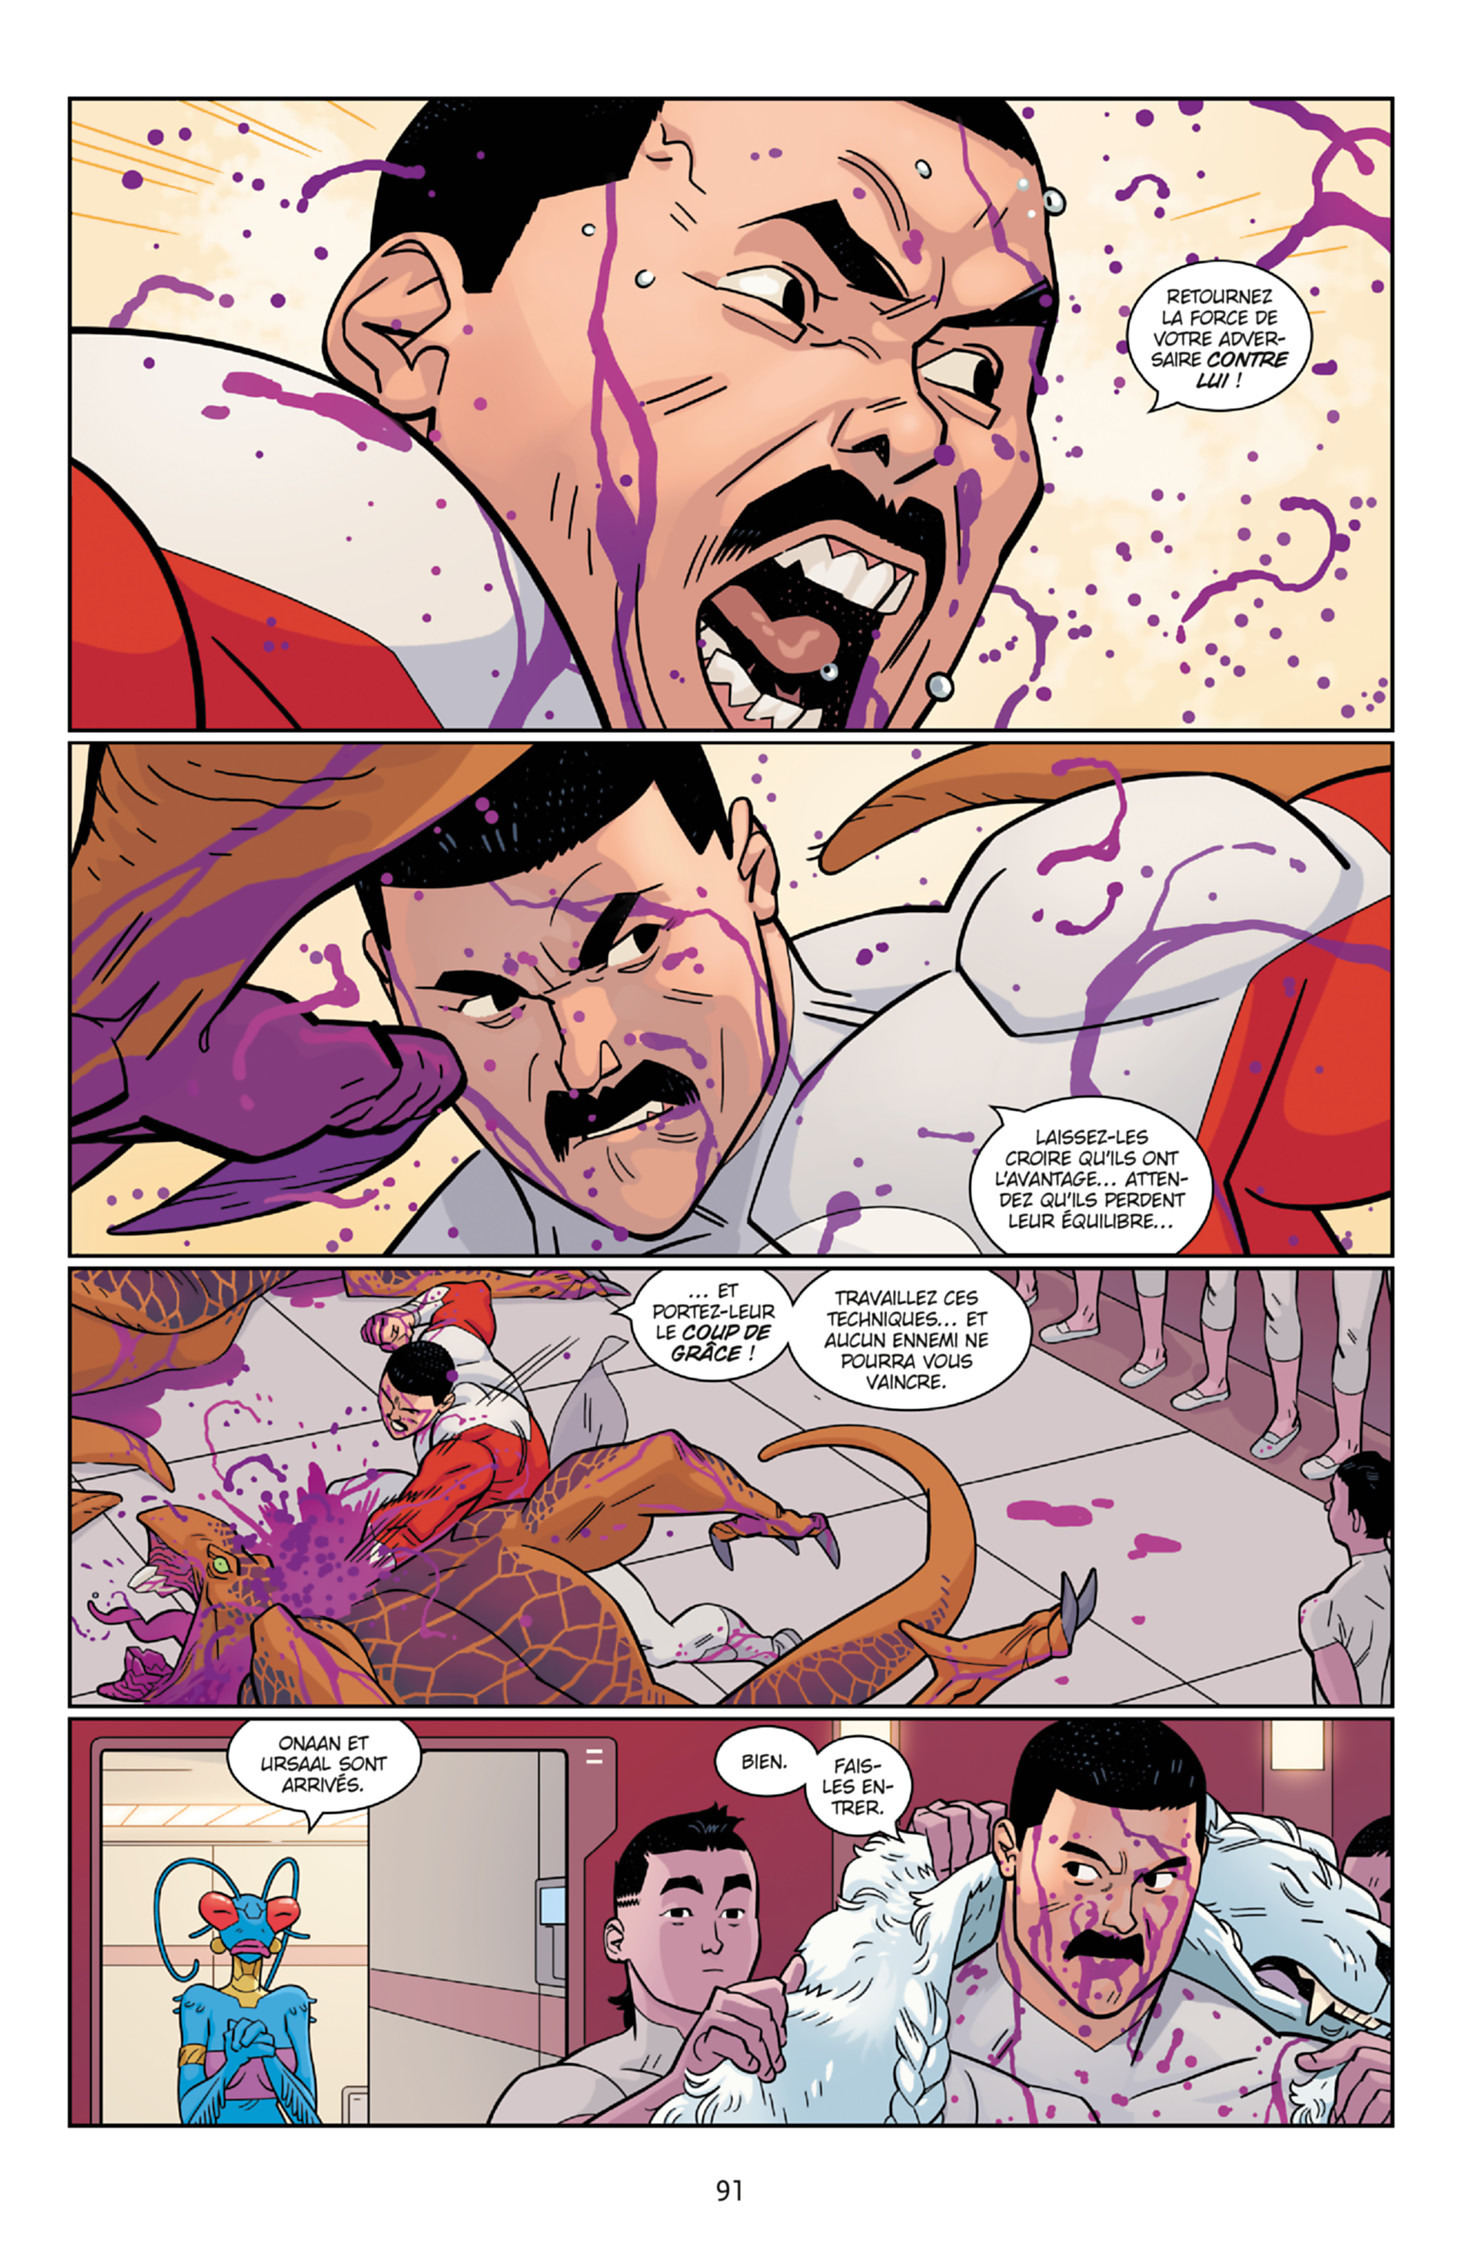 RETOURNEZ
LA FORCE DE
VOTRE ADVER-
SAIRE CONTRE
LUI !
LAISSEZ-LES
CROIRE QU'ILS ONT
L'AVANTAGE... ATTEN-
DEZ QU'ILS PERDENT
LEUR ÉQUILIBRE...
... ET
PORTEZ-LEUR
LE COUP DE
GRÂCE !
TRAVAILLEZ CES
TECHNIQUES... ET
AUCUN ENNEMI NE
POURRA VOUS
VAINCRE.
ONAAN ET
URSAAL SONT
ARRIVÉS.
BIEN.
FAIS-
LES EN-
TRER.
91